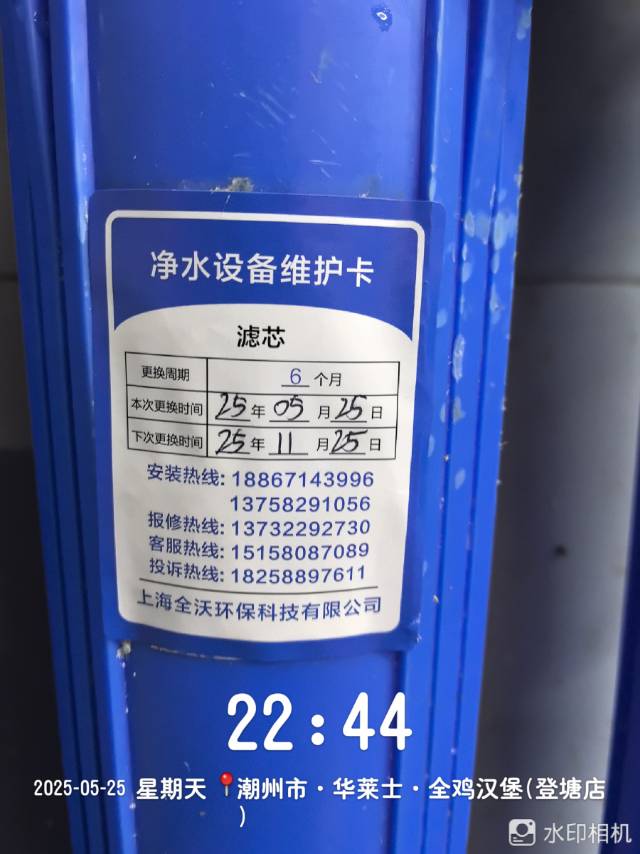 净水设备维护卡
滤芯
更换周期 6 个月
本次更换时间 25 年 05 月 25 日
下次更换时间 25 年 11 月 25 日
安装热线: 18867143996
13758291056
报修热线: 13732292730
客服热线: 15158087089
投诉热线: 18258897611
上海全沃环保科技有限公司
22:44
2025-05-25 星期天 📍潮州市·华莱士·全鸡汉堡(登塘店
)
水印相机